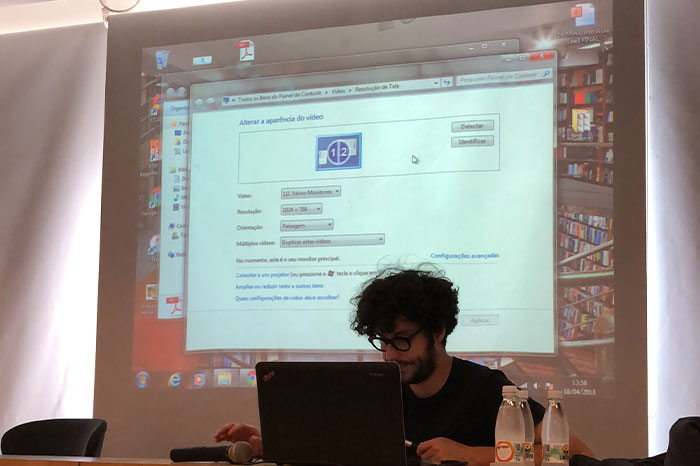 Todos os Itens do Painel de Controle ▸ Vídeo ▸ Resolução de Tela
Pesquisar Painel de Controle
Organiz
Alterar a aparência do vídeo
Detectar
1 2
Identificar
Vídeo:
1|2. Vários Monitores
Resolução:
1024 × 768
Orientação:
Paisagem
Múltiplos vídeos:
Duplicar estes vídeos
No momento, este é o seu monitor principal.
Configurações avançadas
Conectar a um projetor (ou pressione a tecla e clique em
Ampliar ou reduzir texto e outros itens
Quais configurações de vídeo devo escolher?
Aplicar
13:58
18/04/2018